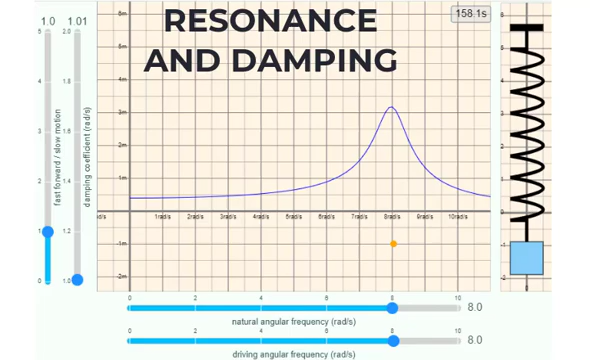 RESONANCE
AND DAMPING
158.1s
1.0 1.01
5 2.0
4 1.8
3 1.6
2
1 1.2
0 1.0
fast forward / slow motion
damping coefficient (rad/s)
6m
5m
3m
2m
1m
-1m
-2m
1rad/s 2rad/s 3rad/s 4rad/s 5rad/s 6rad/s 7rad/s 8rad/s 9rad/s 10rad/s
0 2 4 6 8 10 8.0
natural angular frequency (rad/s)
0 2 4 6 8 10 8.0
driving angular frequency (rad/s)